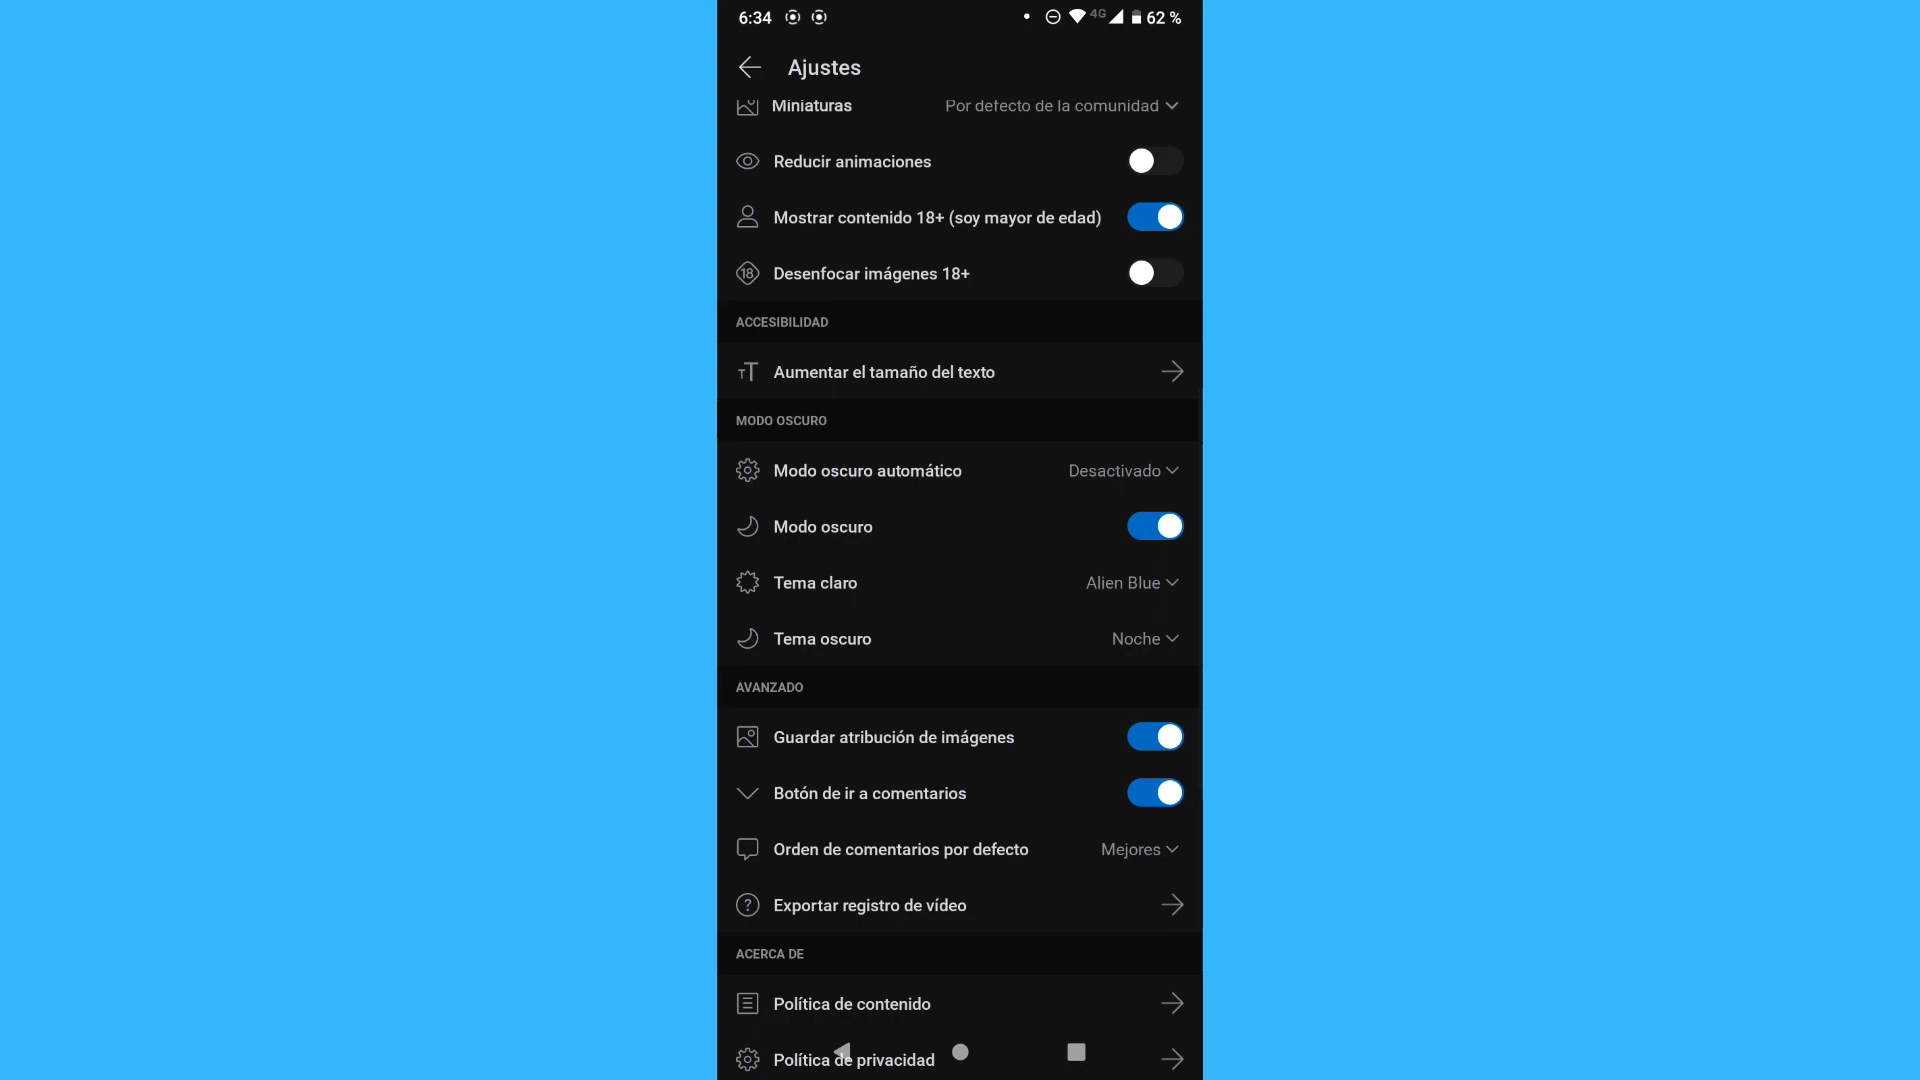 6:34 4G 62 %
Ajustes
Miniaturas Por defecto de la comunidad
Reducir animaciones
Mostrar contenido 18+ (soy mayor de edad)
18 Desenfocar imágenes 18+
ACCESIBILIDAD
TT Aumentar el tamaño del texto
MODO OSCURO
Modo oscuro automático Desactivado
Modo oscuro
Tema claro Alien Blue
Tema oscuro Noche
AVANZADO
Guardar atribución de imágenes
Botón de ir a comentarios
Orden de comentarios por defecto Mejores
? Exportar registro de vídeo
ACERCA DE
Política de contenido
Política de privacidad